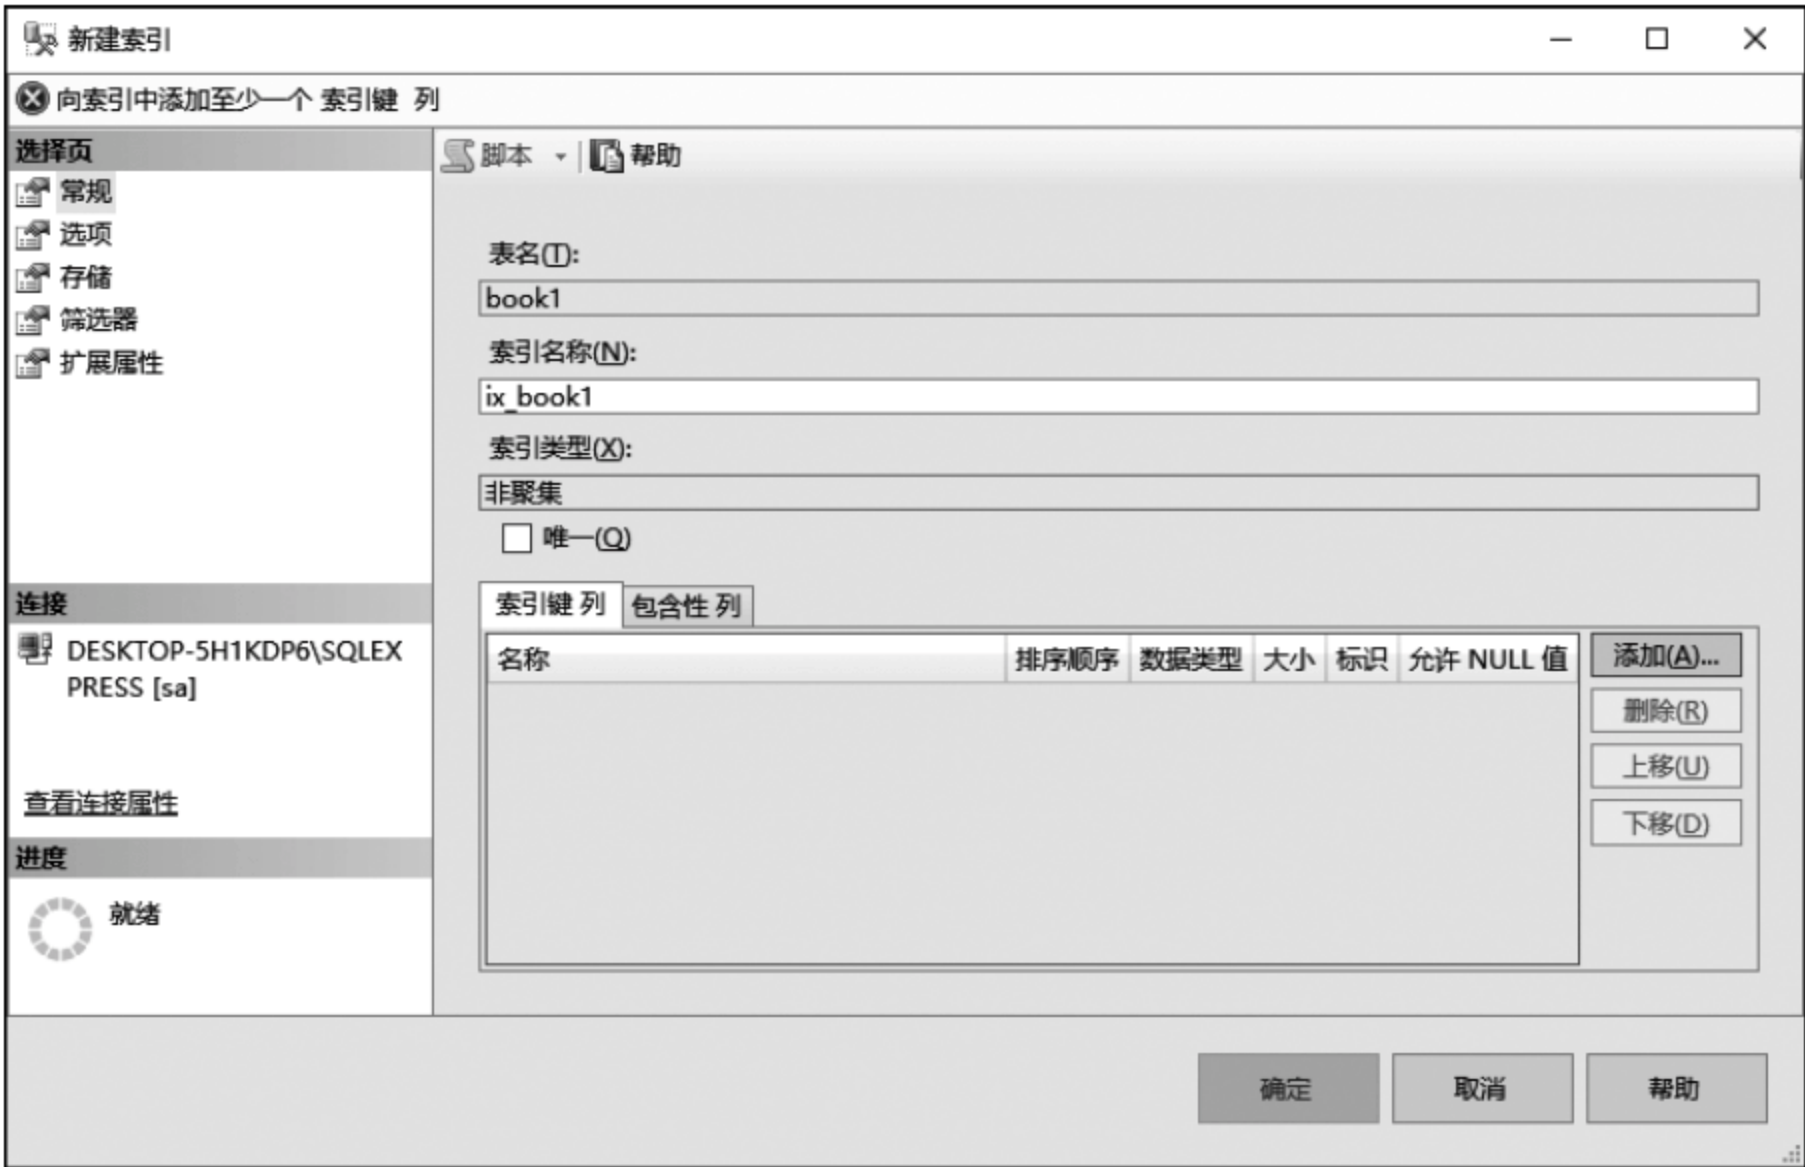 新建索引
向索引中添加至少一个 索引键 列
选择页
常规
选项
存储
筛选器
扩展属性
连接
DESKTOP-5H1KDP6\SQLEX
PRESS [sa]
查看连接属性
进度
就绪
脚本 帮助
表名(T):
book1
索引名称(N):
ix_book1
索引类型(X):
非聚集
唯一(Q)
索引键 列 包含性 列
名称 排序顺序 数据类型 大小 标识 允许 NULL 值
添加(A)...
删除(R)
上移(U)
下移(D)
确定 取消 帮助